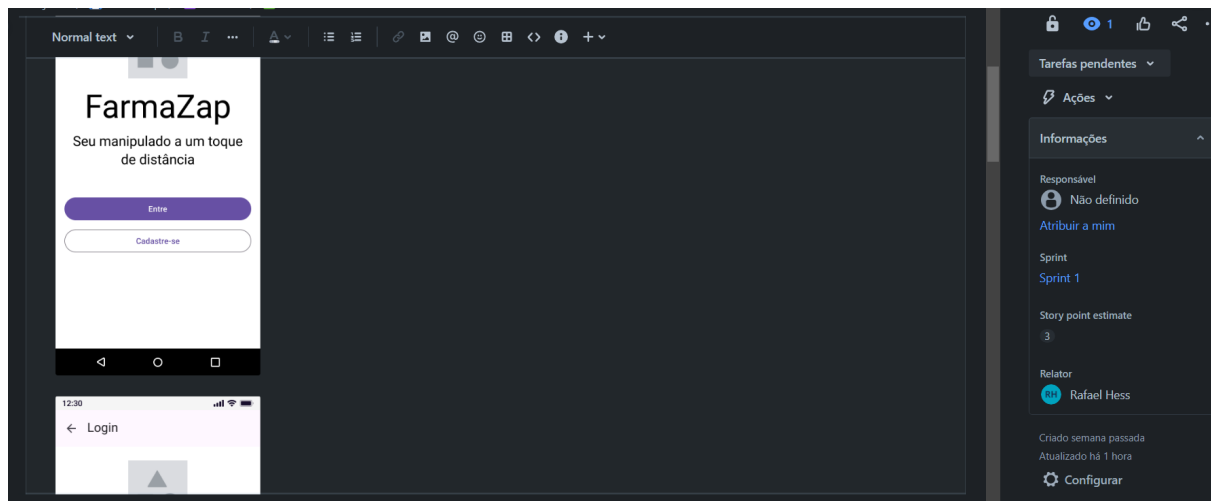 Normal text
B I ... A
@
1
Tarefas pendentes
Ações
FarmaZap
Seu manipulado a um toque
de distância
Entre
Cadastre-se
12:30
Login
Informações
Responsável
Não definido
Atribuir a mim
Sprint
Sprint 1
Story point estimate
3
Relator
RH Rafael Hess
Criado semana passada
Atualizado há 1 hora
Configurar